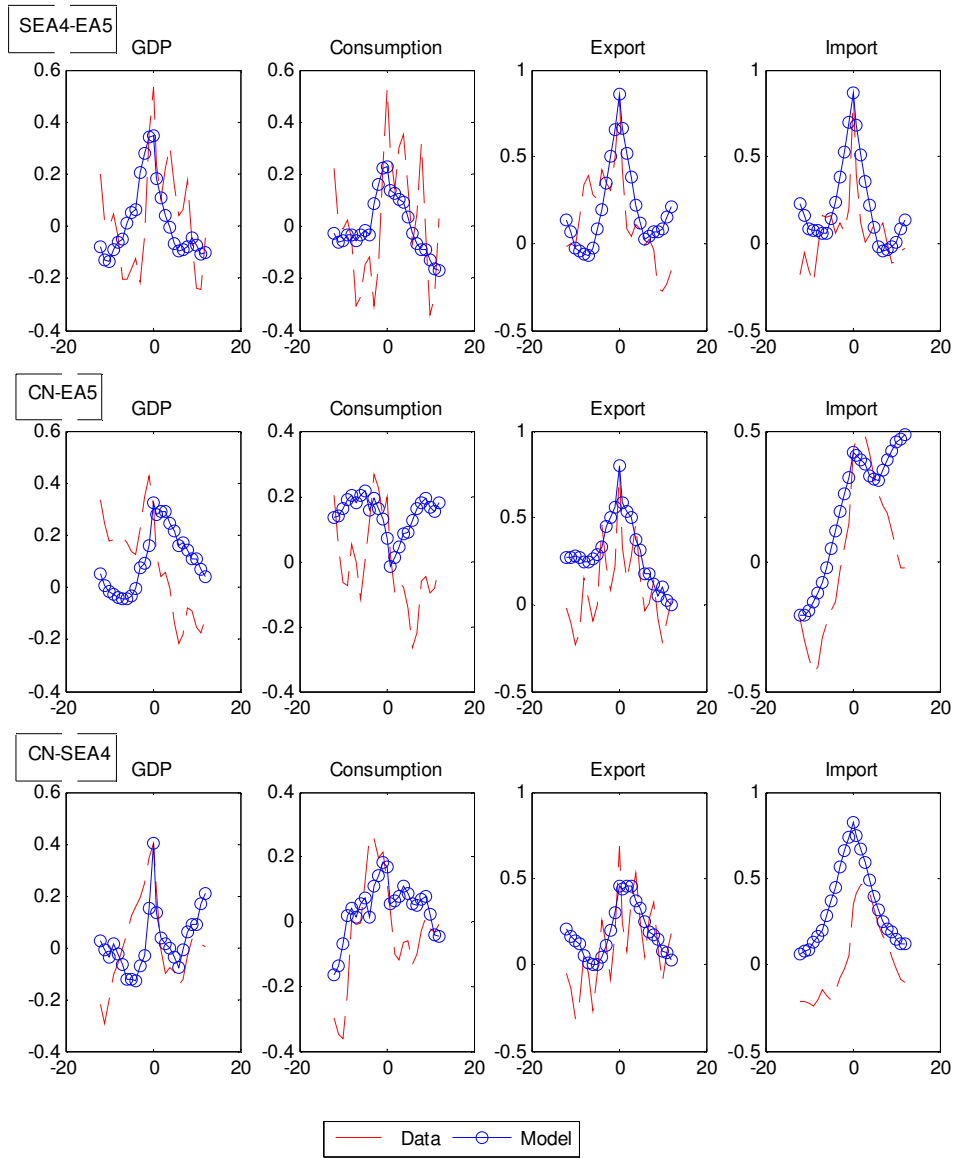 SEA4-EA5
GDP Consumption Export Import
0.6 0.6 1 1
0.4 0.4
0.5 0.5
0.2 0.2
0 0 0 0
-0.2 -0.2
-0.4 -0.4 -0.5 -0.5
-20 0 20 -20 0 20 -20 0 20 -20 0 20
CN-EA5
GDP Consumption Export Import
0.6 0.4 1 0.5
0.4
0.2 0.5
0.2
0 0
0 0
-0.2 -0.2
-0.4 -0.4 -0.5 -0.5
-20 0 20 -20 0 20 -20 0 20 -20 0 20
CN-SEA4
GDP Consumption Export Import
0.6 0.4 1 1
0.4
0.2 0.5 0.5
0.2
0 0 0
0
-0.2 -0.2
-0.4 -0.4 -0.5 -0.5
-20 0 20 -20 0 20 -20 0 20 -20 0 20
Data Model